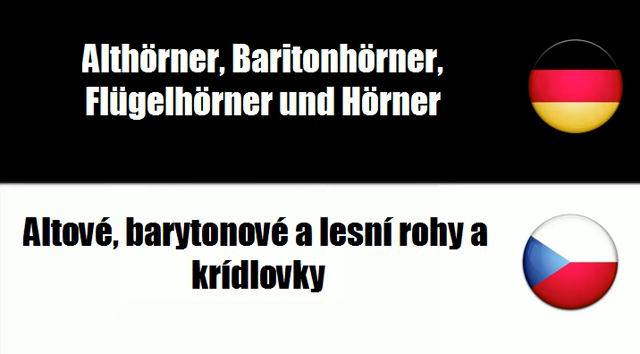 Althörner, Baritonhörner,
Flügelhörner und Hörner
Altové, barytonové a lesní rohy a
krídlovky